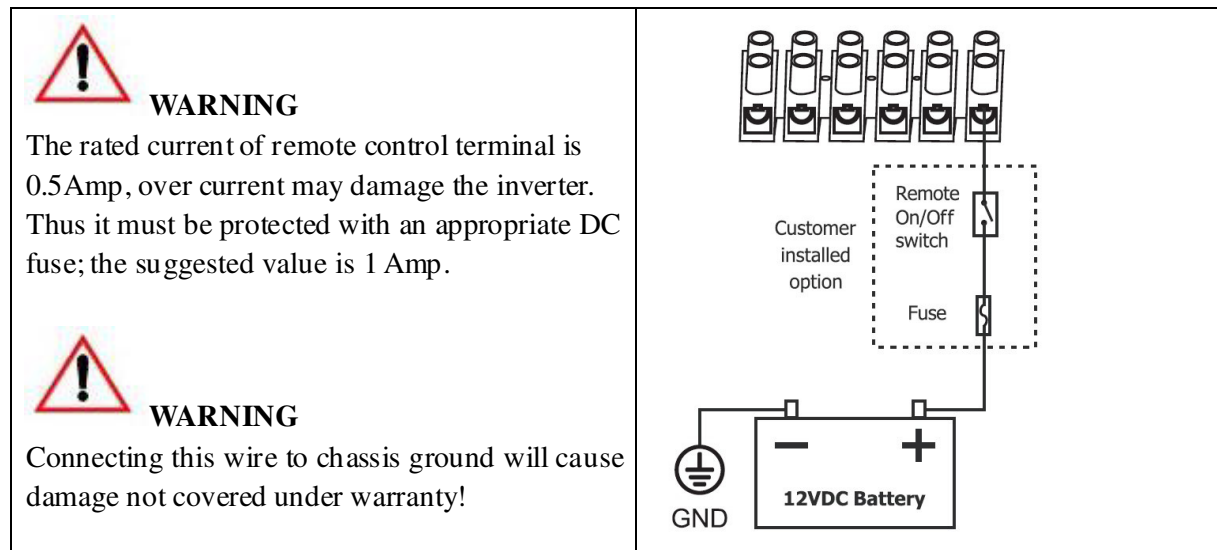 WARNING
The rated current of remote control terminal is
0.5Amp, over current may damage the inverter.
Thus it must be protected with an appropriate DC
fuse; the suggested value is 1 Amp.
WARNING
Connecting this wire to chassis ground will cause
damage not covered under warranty!
Remote
On/Off
switch
Customer
installed
option
Fuse
12VDC Battery
GND